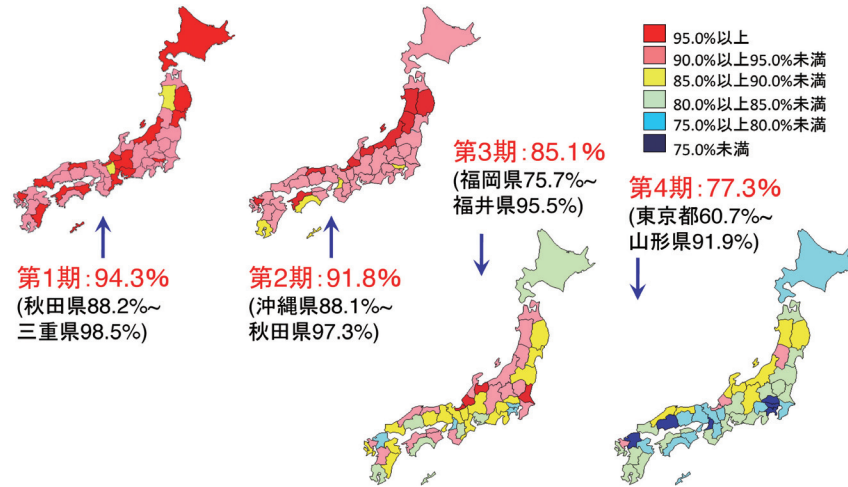 95.0%以上
90.0%以上95.0%未満
85.0%以上90.0%未満
80.0%以上85.0%未満
75.0%以上80.0%未満
75.0%未満
第1期:94.3%
(秋田県88.2%~
三重県98.5%)
第2期:91.8%
(沖縄県88.1%~
秋田県97.3%)
第3期:85.1%
(福岡県75.7%~
福井県95.5%)
第4期:77.3%
(東京都60.7%~
山形県91.9%)